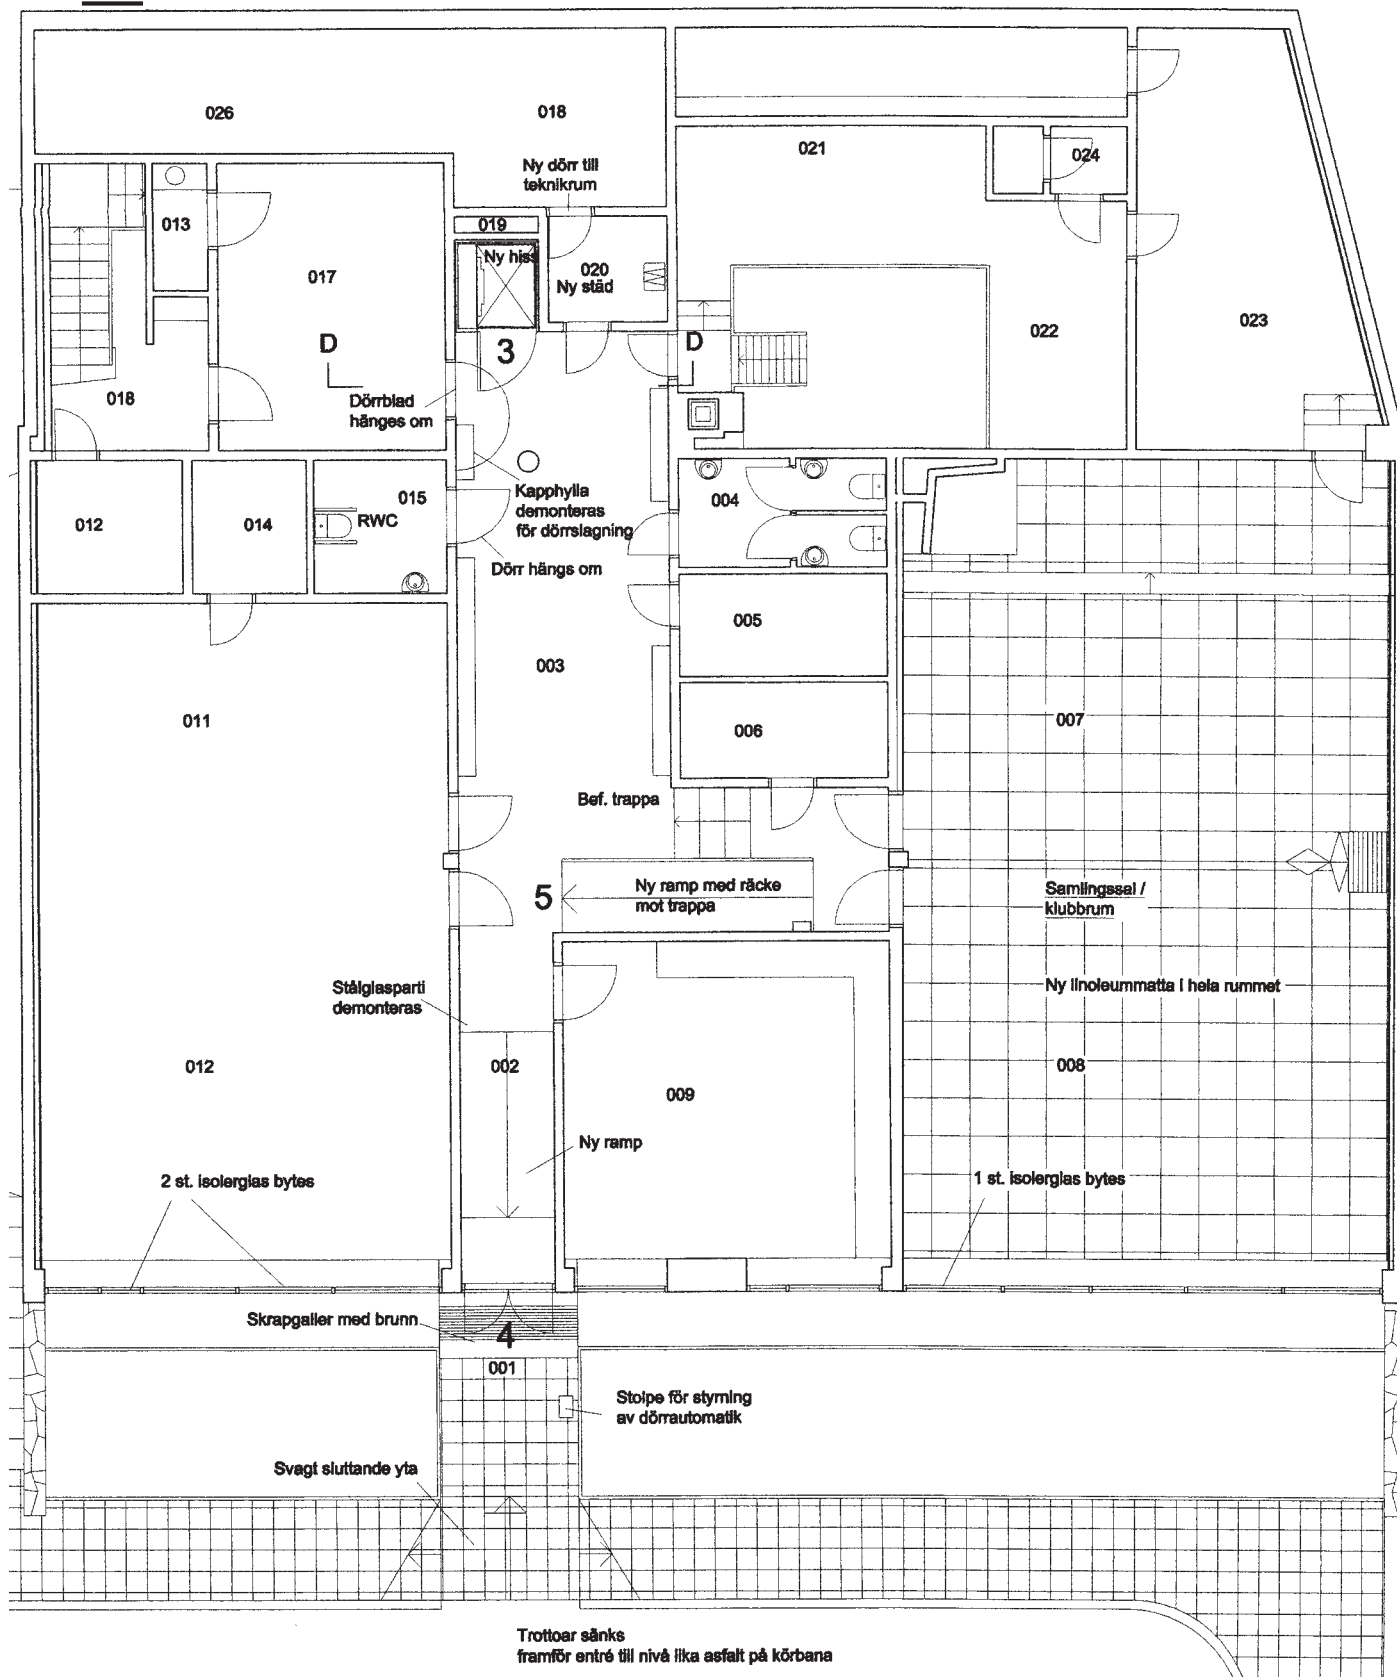 026
018
021
024
Ny dörr till
teknikrum
013
019
017
Ny hiss
020
Ny städ
023
022
D
3
D
018
Dörrblad
hänges om
Kapphylla
demonteras
för dörrslagning
015
RWC
004
012
014
Dörr hängs om
005
003
011
006
007
Bef. trappa
5
Ny ramp med räcke
mot trappa
Samlingssal /
klubbrum
Stålglasparti
demonteras
Ny linoleummatta i hela rummet
012
002
008
009
Ny ramp
2 st. isolerglas bytes
1 st. isolerglas bytes
Skrapgaller med brunn
4
001
Stolpe för styrning
av dörrautomatik
Svagt sluttande yta
Trottoar sänks
framför entré till nivå lika asfalt på körbana